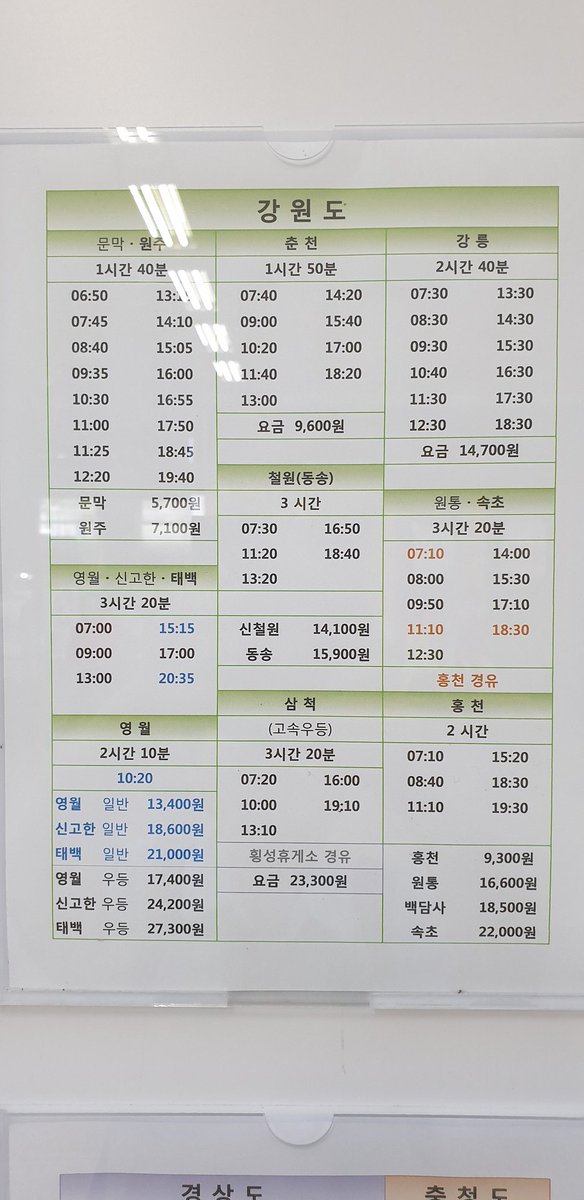 강원도
문막·원주
1시간 40분
06:50
07:45 14:10
08:40 15:05
09:35 16:00
10:30 16:55
11:00 17:50
11:25 18:45
12:20 19:40
문막 5,700원
원주 7,100원
영월·신고한·태백
3시간 20분
07:00 15:15
09:00 17:00
13:00 20:35
영월
2시간 10분
10:20
영월 일반 13,400원
신고한 일반 18,600원
태백 일반 21,000원
영월 우등 17,400원
신고한 우등 24,200원
태백 우등 27,300원
춘천
1시간 50분
07:40 14:20
09:00 15:40
10:20 17:00
11:40 18:20
13:00
요금 9,600원
철원(동송)
3 시간
07:30 16:50
11:20 18:40
13:20
신철원 14,100원
동송 15,900원
삼척
(고속우등)
3시간 20분
07:20 16:00
10:00 19:10
13:10
횡성휴게소 경유
요금 23,300원
강릉
2시간 40분
07:30 13:30
08:30 14:30
09:30 15:30
10:40 16:30
11:30 17:30
12:30 18:30
요금 14,700원
원통·속초
3시간 20분
07:10 14:00
08:00 15:30
09:50 17:10
11:10 18:30
12:30
홍천 경유
홍천
2 시간
07:10 15:20
08:40 18:30
11:10 19:30
홍천 9,300원
원통 16,600원
백담사 18,500원
속초 22,000원
경상도
충청도